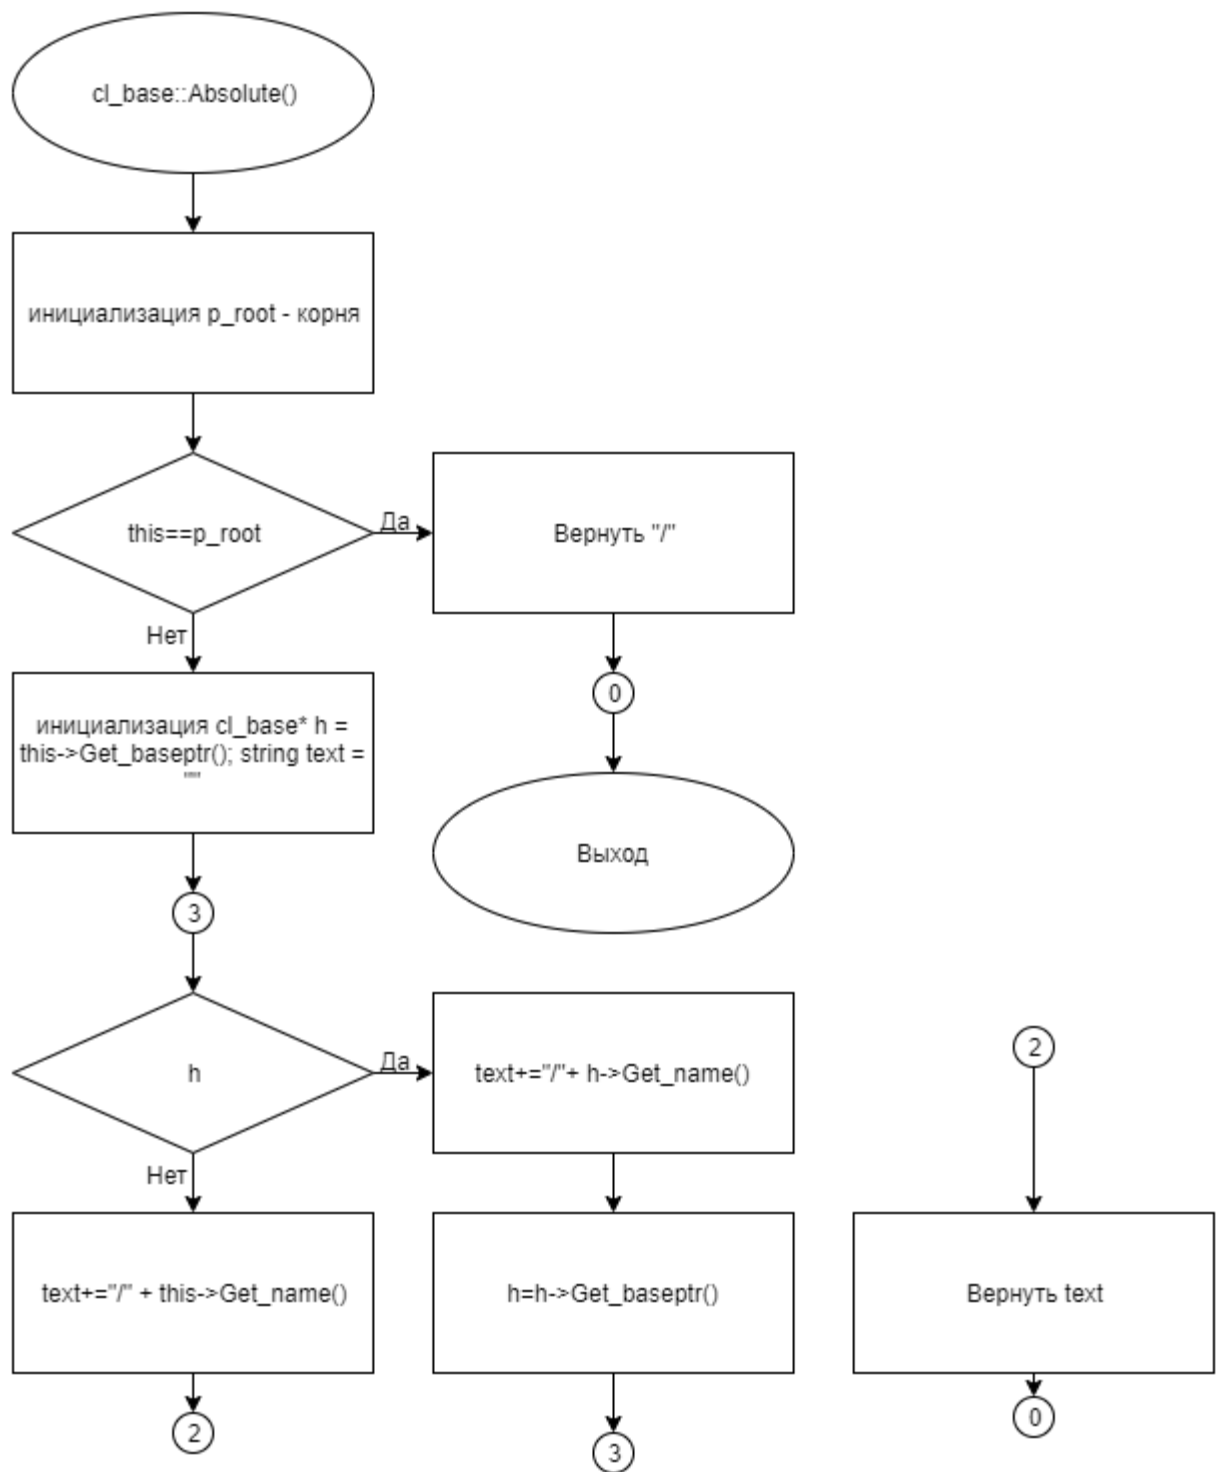 cl_base::Absolute()
инициализация p_root - корня
this==p_root
Да
Вернуть "/"
Нет
0
инициализация cl_base* h =
this->Get_baseptr(); string text =
""
Выход
3
h
Да
text+="/"+ h->Get_name()
2
Нет
text+="/" + this->Get_name()
h=h->Get_baseptr()
Вернуть text
2
3
0